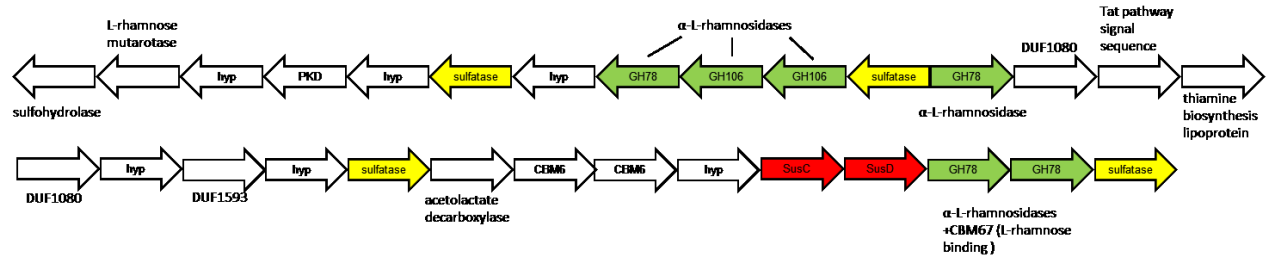 L-rhamnose
mutarotase
α-L-rhamnosidases
Tat pathway
signal
sequence
DUF1080
hyp
PKD
hyp
sulfatase
hyp
GH78
GH106
GH106
sulfatase
GH78
sulfohydrolase
α-L-rhamnosidase
thiamine
biosynthesis
lipoprotein
hyp
hyp
sulfatase
CBM6
CBM6
hyp
SusC
SusD
GH78
GH78
sulfatase
DUF1080
DUF1593
acetolactate
decarboxylase
α-L-rhamnosidases
+CBM67 (L-rhamnose
binding )